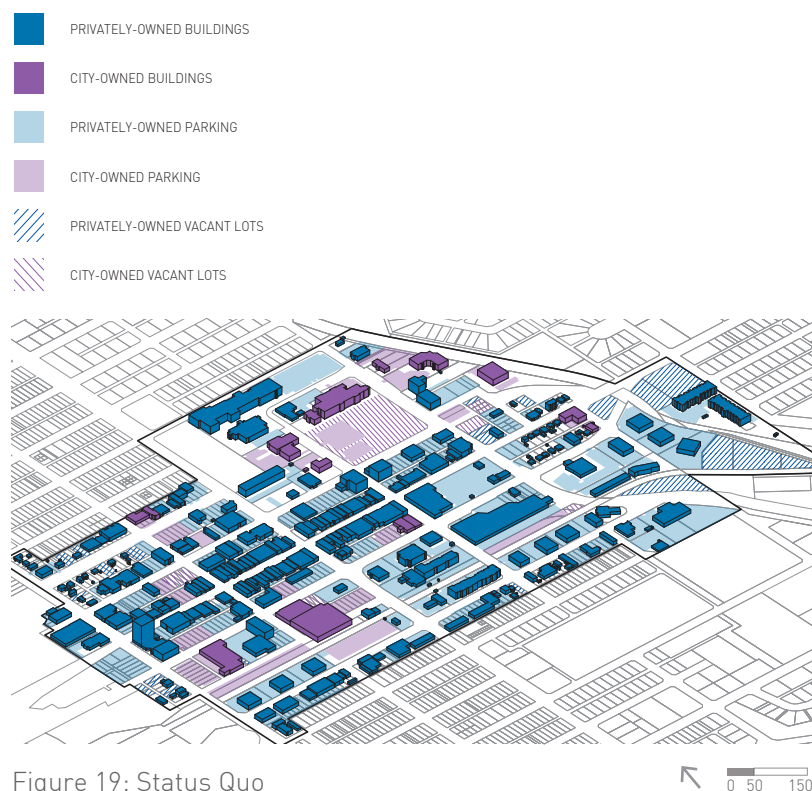 PRIVATELY-OWNED BUILDINGS
CITY-OWNED BUILDINGS
PRIVATELY-OWNED PARKING
CITY-OWNED PARKING
PRIVATELY-OWNED VACANT LOTS
CITY-OWNED VACANT LOTS
Figure 19: Status Quo
0 50 150